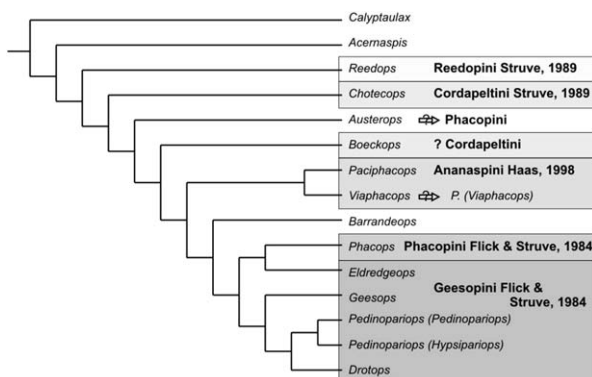 Calyptaulax
Acernaspis
Reedops Reedopini Struve, 1989
Chotecops Cordapeltini Struve, 1989
Austerops ? Phacopini
Boeckops ? Cordapeltini
Paciphacops Ananaspini Haas, 1998
Viaphacops ? P. (Viaphacops)
Barrandeops
Phacops Phacopini Flick & Struve, 1984
Eldredgeops
Geesops Geesopini Flick &
Struve, 1984
Pedinopariops (Pedinopariops)
Pedinopariops (Hypsipariops)
Drotops